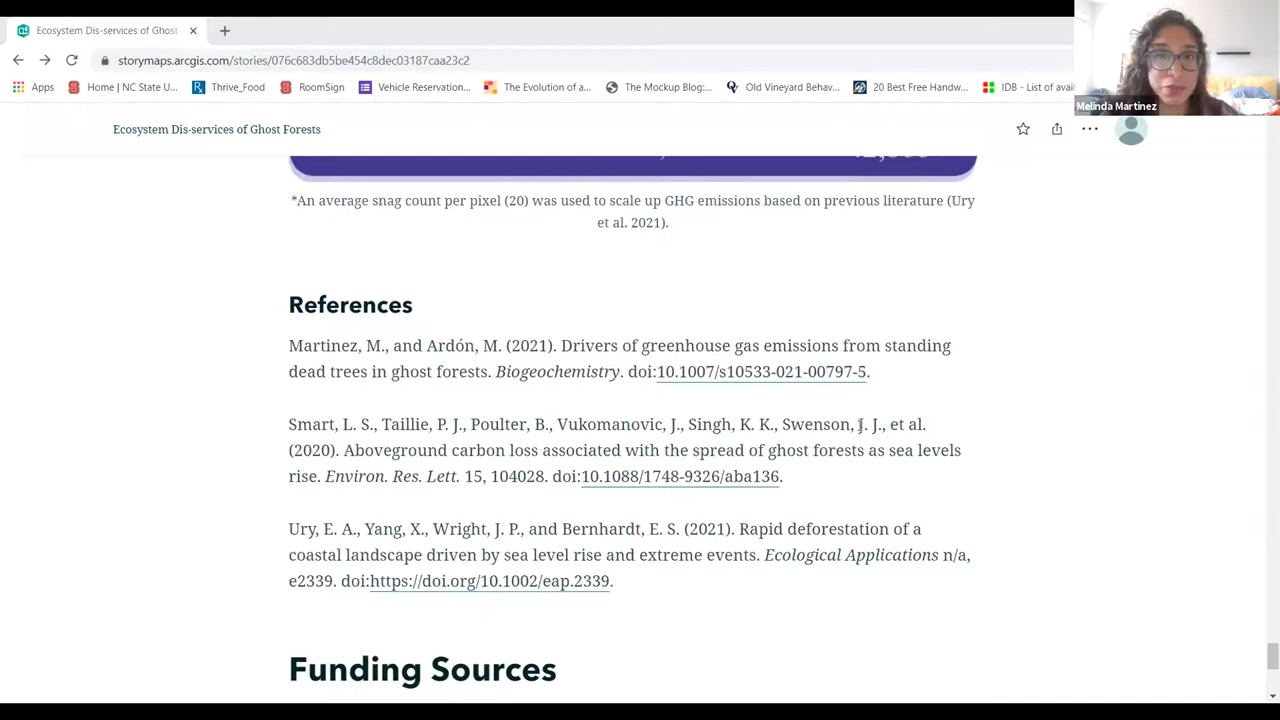 Ecosystem Dis-services of Ghost
storymaps.arcgis.com/stories/076c683db5be454c8dec03187caa23c2
Apps Home | NC StateU... Thrive_Food RoomSign Vehicle Reservation... The Evolution of a... The Mockup Blog:... Old Vineyard Behav... 20 Best Free Handw... IDB - List of avai
Melinda Martinez
Ecosystem Dis-services of Ghost Forests
*An average snag count per pixel (20) was used to scale up GHG emissions based on previous literature (Ury
et al. 2021).
References
Martinez, M., and Ardón, M. (2021). Drivers of greenhouse gas emissions from standing
dead trees in ghost forests. Biogeochemistry. doi:10.1007/s10533-021-00797-5.
Smart, L. S., Taillie, P. J., Poulter, B., Vukomanovic, J., Singh, K. K., Swenson, J. J., et al.
(2020). Aboveground carbon loss associated with the spread of ghost forests as sea levels
rise. Environ. Res. Lett. 15, 104028. doi:10.1088/1748-9326/aba136.
Ury, E. A., Yang, X., Wright, J. P., and Bernhardt, E. S. (2021). Rapid deforestation of a
coastal landscape driven by sea level rise and extreme events. Ecological Applications n/a,
e2339. doi:https://doi.org/10.1002/eap.2339.
Funding Sources